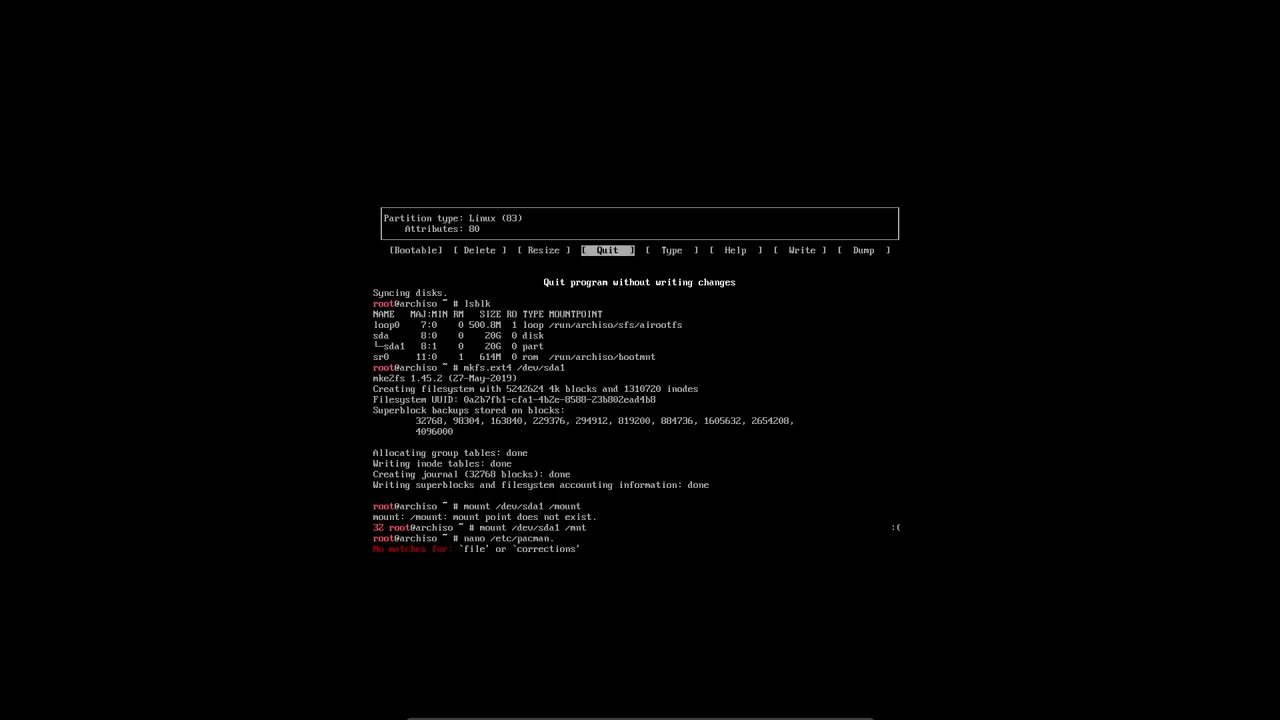 Partition type: Linux (83)
Attributes: 80
[Bootable] [ Delete ] [ Resize ] [ Quit ] [ Type ] [ Help ] [ Write ] [ Dump ]
Quit program without writing changes
Syncing disks.
root@archiso ~ # lsblk
NAME MAJ:MIN RM SIZE RO TYPE MOUNTPOINT
loop0 7:0 0 500.8M 1 loop /run/archiso/sfs/airootfs
sda 8:0 0 20G 0 disk
└─sda1 8:1 0 20G 0 part
sr0 11:0 1 614M 0 rom /run/archiso/bootmnt
root@archiso ~ # mkfs.ext4 /dev/sda1
mke2fs 1.45.2 (27-May-2019)
Creating filesystem with 5242624 4k blocks and 1310720 inodes
Filesystem UUID: 0a2b7fb1-cfa1-4b2e-8588-23b802ead4b8
Superblock backups stored on blocks:
32768, 98304, 163840, 229376, 294912, 819200, 884736, 1605632, 2654208,
4096000
Allocating group tables: done
Writing inode tables: done
Creating journal (32768 blocks): done
Writing superblocks and filesystem accounting information: done
root@archiso ~ # mount /dev/sda1 /mount
mount: /mount: mount point does not exist.
32 root@archiso ~ # mount /dev/sda1 /mnt :(
root@archiso ~ # nano /etc/pacman.
No matches for: `file' or `corrections'